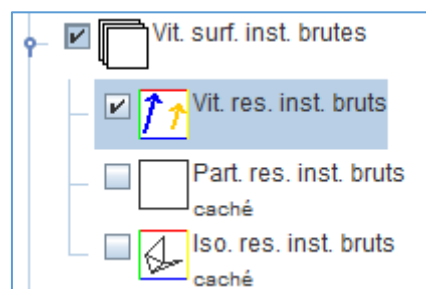 Vit. surf. inst. brutes
Vit. res. inst. bruts
Part. res. inst. bruts
caché
Iso. res. inst. bruts
caché